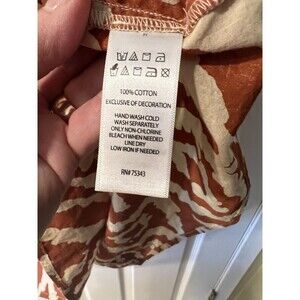 100% COTTON
EXCLUSIVE OF DECORATION
HAND WASH COLD
WASH SEPARATELY
ONLY NON-CHLORINE
BLEACH WHEN NEEDED
LINE DRY
LOW IRON IF NEEDED
RN# 75343